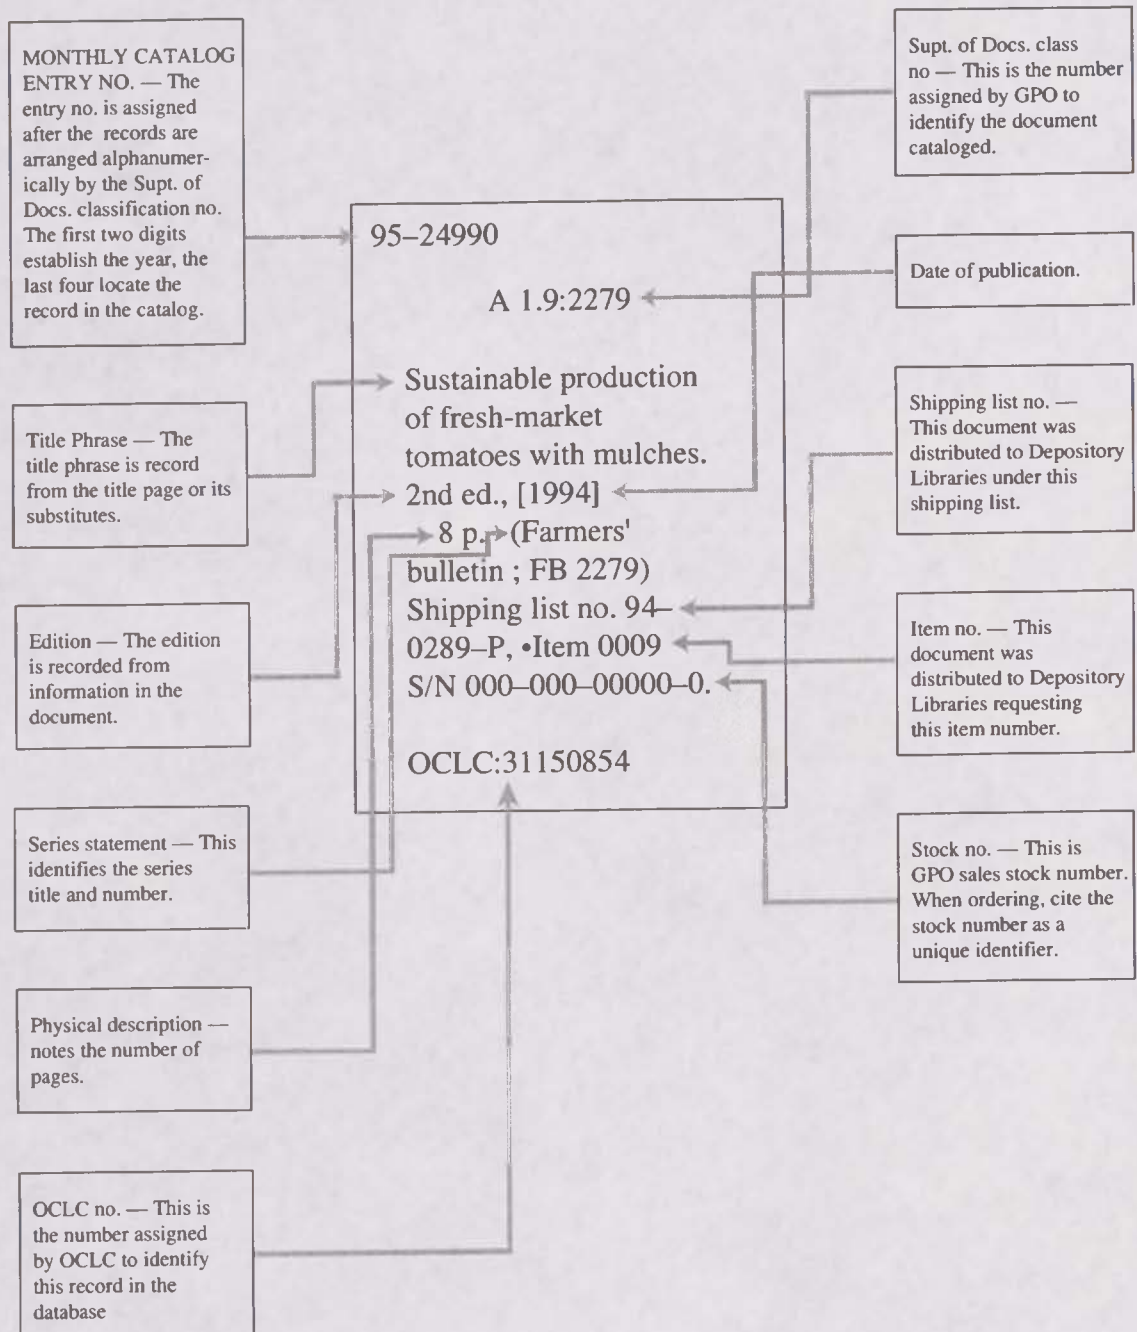 MONTHLY CATALOG
ENTRY NO. — The
entry no. is assigned
after the records are
arranged alphanumer-
ically by the Supt. of
Docs. classification no.
The first two digits
establish the year, the
last four locate the
record in the catalog.
Title Phrase — The
title phrase is record
from the title page or its
substitutes.
Edition — The edition
is recorded from
information in the
document.
Series statement — This
identifies the series
title and number.
Physical description —
notes the number of
pages.
OCLC no. — This is
the number assigned
by OCLC to identify
this record in the
database
95–24990
A 1.9:2279
Sustainable production
of fresh-market
tomatoes with mulches.
2nd ed., [1994]
8 p. (Farmers'
bulletin ; FB 2279)
Shipping list no. 94–
0289–P, •Item 0009
S/N 000–000–00000–0.
OCLC:31150854
Supt. of Docs. class
no — This is the number
assigned by GPO to
identify the document
cataloged.
Date of publication.
Shipping list no. —
This document was
distributed to Depository
Libraries under this
shipping list.
Item no. — This
document was
distributed to Depository
Libraries requesting
this item number.
Stock no. — This is
GPO sales stock number.
When ordering, cite the
stock number as a
unique identifier.